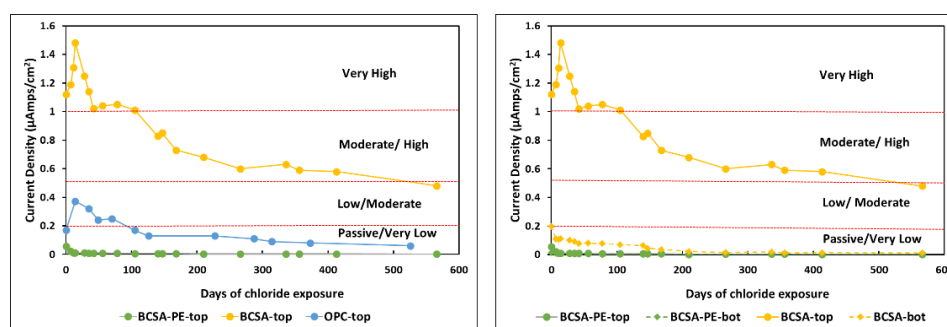 1.6
1.4
1.2
1
0.8
0.6
0.4
0.2
0
Current Density (µAmps/cm²)
Very High
Moderate/ High
Low/Moderate
Passive/Very Low
0 100 200 300 400 500 600
Days of chloride exposure
BCSA-PE-top BCSA-top OPC-top
1.6
1.4
1.2
1
0.8
0.6
0.4
0.2
0
Current Density (µAmps/cm²)
Very High
Moderate/ High
Low/ Moderate
Passive/Very Low
0 100 200 300 400 500 600
Days of chloride exposure
BCSA-PE-top BCSA-PE-bot BCSA-top BCSA-bot